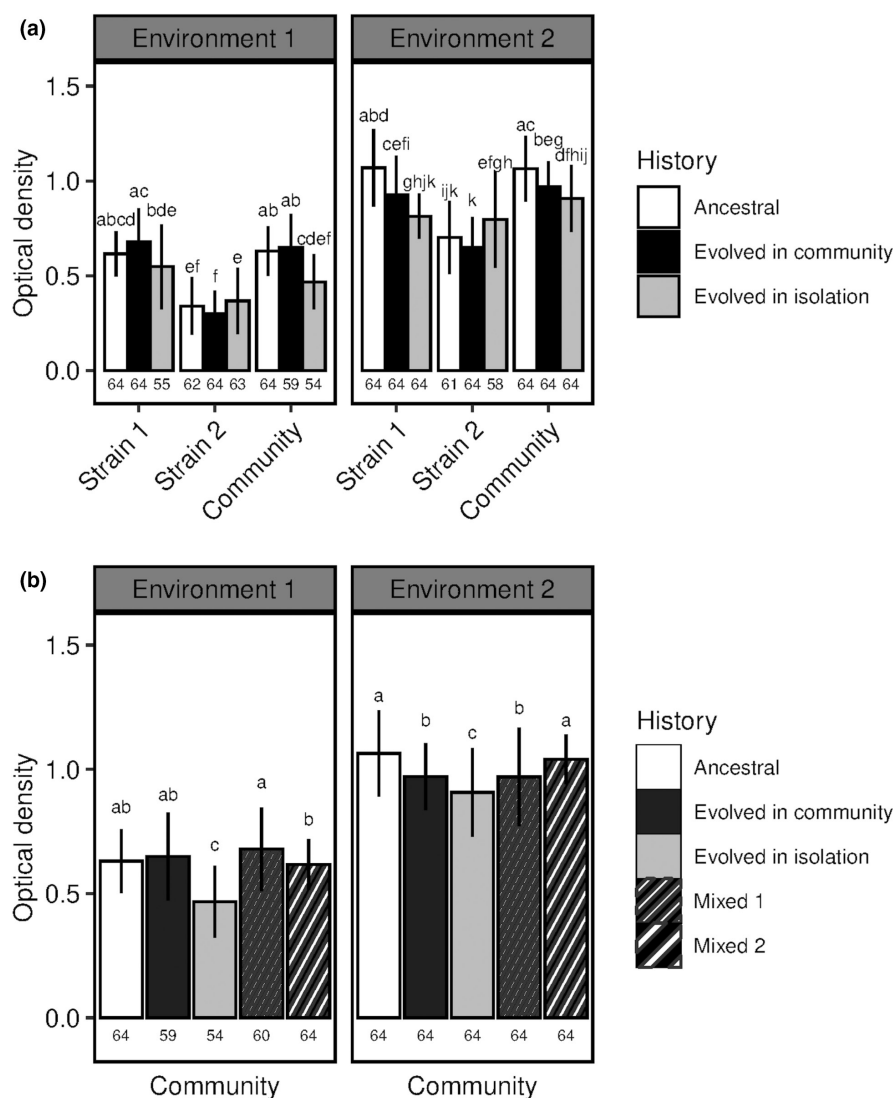 (a)
Environment 1
Environment 2
Optical density
1.5
1.0
0.5
0.0
abcd
ac
bde
ef
f
e
ab
ab
cdef
abd
cefi
ghjk
ijk
k
efgh
ac
beg
dfhij
64 64 55 62 64 63 64 59 54
64 64 64 61 64 58 64 64 64
Strain 1
Strain 2
Community
Strain 1
Strain 2
Community
History
Ancestral
Evolved in community
Evolved in isolation
(b)
Environment 1
Environment 2
Optical density
1.5
1.0
0.5
0.0
ab
ab
c
a
b
a
b
c
b
a
64 59 54 60 64
64 64 64 64 64
Community
Community
History
Ancestral
Evolved in community
Evolved in isolation
Mixed 1
Mixed 2